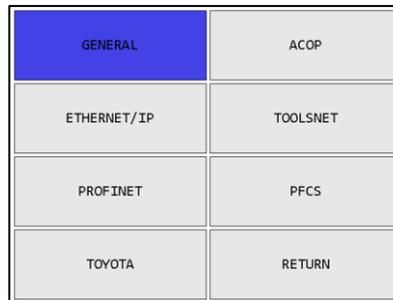 GENERAL
ACOP
ETHERNET/IP
TOOLSNET
PROFINET
PFCS
TOYOTA
RETURN